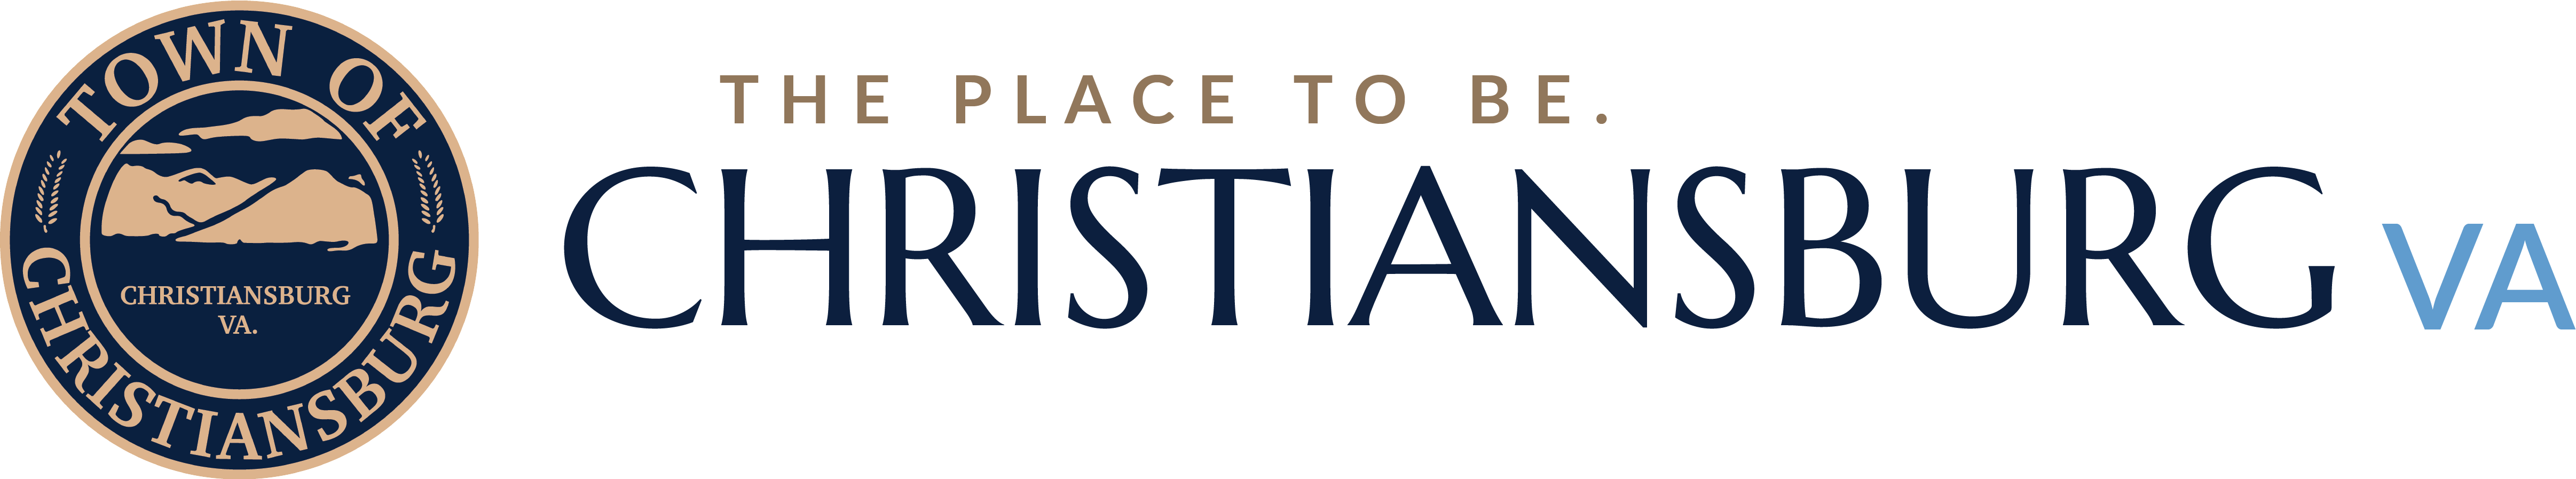 TOWN OF
CHRISTIANSBURG
CHRISTIANSBURG
VA.
THE PLACE TO BE.
CHRISTIANSBURG VA